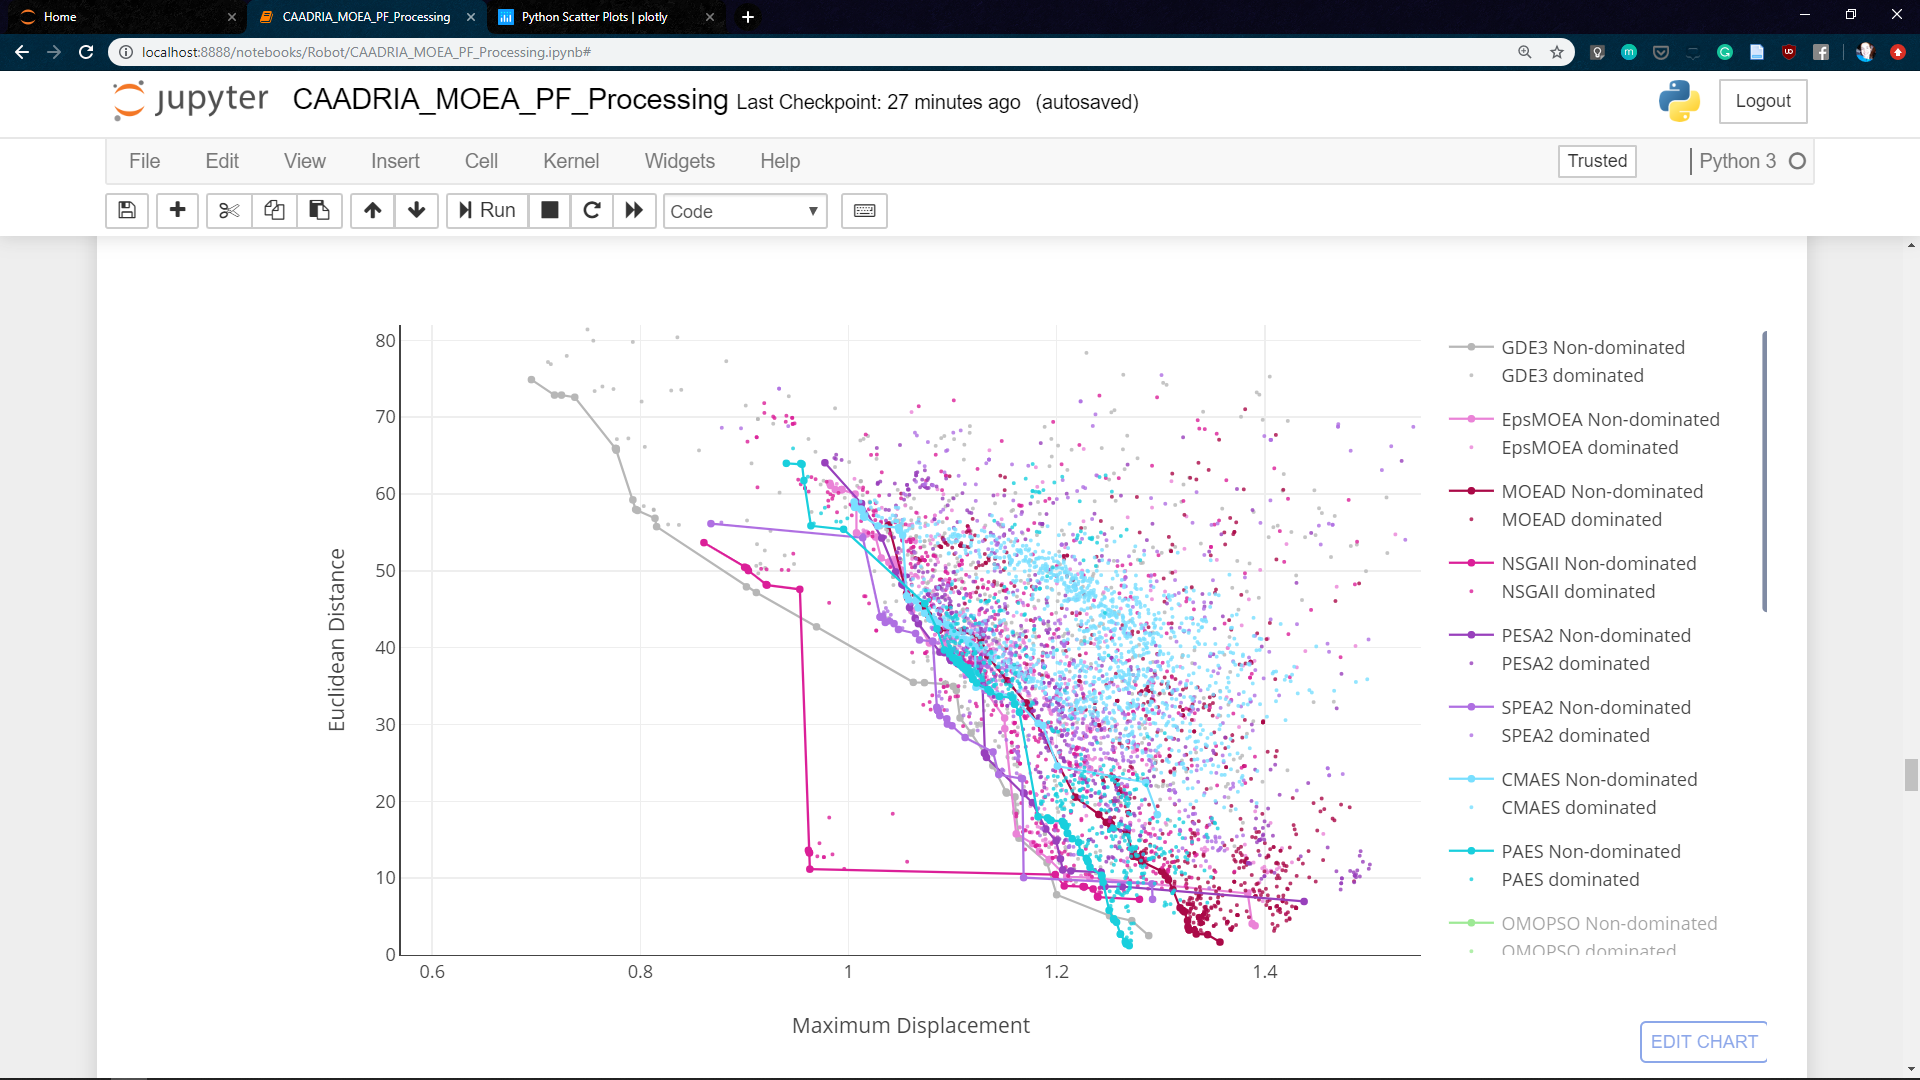 Home
CAADRIA_MOEA_PF_Processing
Python Scatter Plots | plotly
localhost:8888/notebooks/Robot/CAADRIA_MOEA_PF_Processing.ipynb#
jupyter CAADRIA_MOEA_PF_Processing Last Checkpoint: 27 minutes ago (autosaved)
Logout
File Edit View Insert Cell Kernel Widgets Help
Trusted
Python 3
Run
Code
80
70
60
50
40
30
20
10
0
Euclidean Distance
0.6 0.8 1 1.2 1.4
Maximum Displacement
GDE3 Non-dominated
GDE3 dominated
EpsMOEA Non-dominated
EpsMOEA dominated
MOEAD Non-dominated
MOEAD dominated
NSGAII Non-dominated
NSGAII dominated
PESA2 Non-dominated
PESA2 dominated
SPEA2 Non-dominated
SPEA2 dominated
CMAES Non-dominated
CMAES dominated
PAES Non-dominated
PAES dominated
OMOPSO Non-dominated
OMOPSO dominated
EDIT CHART